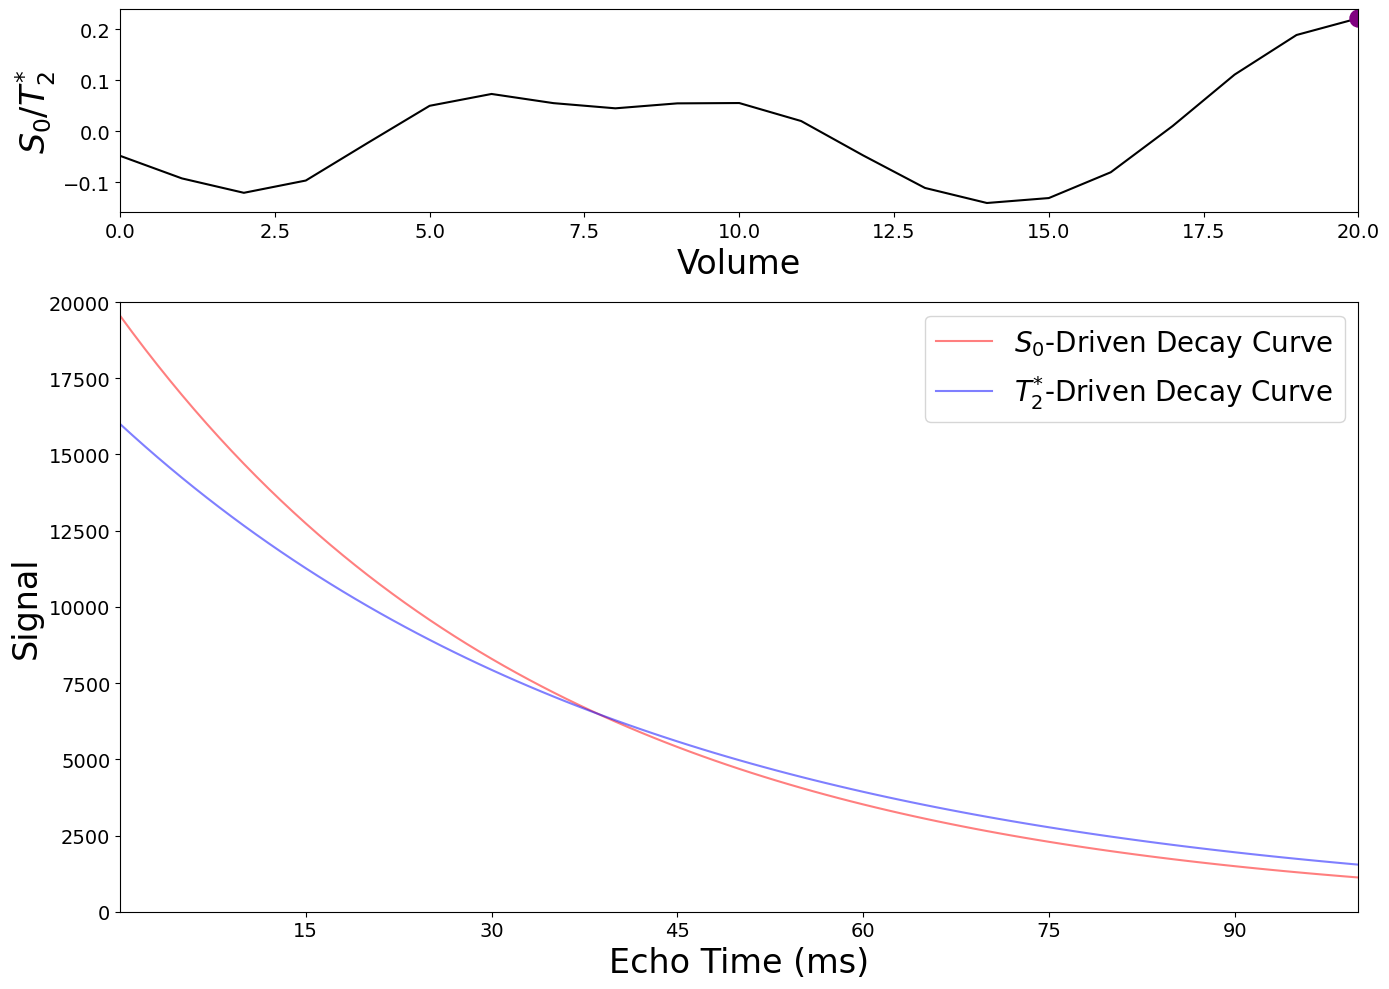 S₀/T₂*
0.2
0.1
0.0
−0.1
0.0 2.5 5.0 7.5 10.0 12.5 15.0 17.5 20.0
Volume
Signal
20000
17500
15000
12500
10000
7500
5000
2500
0
S₀-Driven Decay Curve
T₂*-Driven Decay Curve
15 30 45 60 75 90
Echo Time (ms)